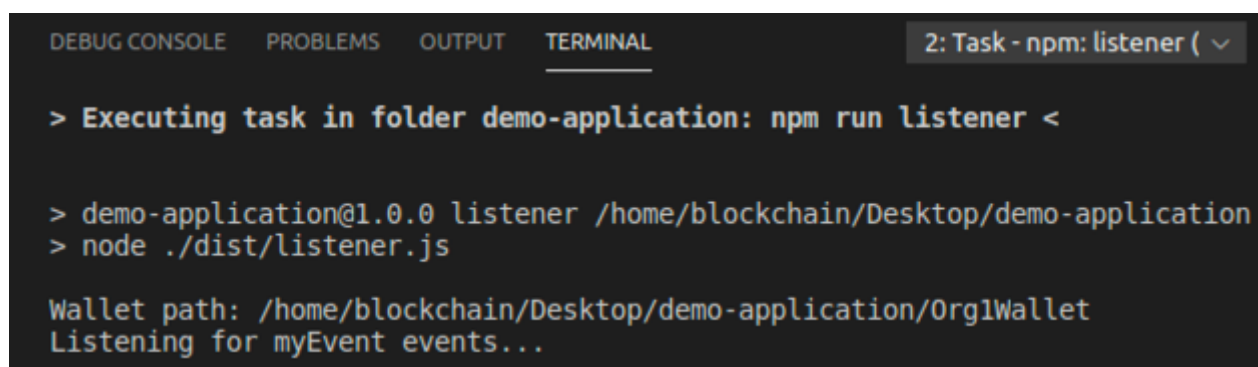 DEBUG CONSOLE PROBLEMS OUTPUT TERMINAL 2: Task - npm: listener (
> Executing task in folder demo-application: npm run listener <
> demo-application@1.0.0 listener /home/blockchain/Desktop/demo-application
> node ./dist/listener.js
Wallet path: /home/blockchain/Desktop/demo-application/Org1Wallet
Listening for myEvent events...